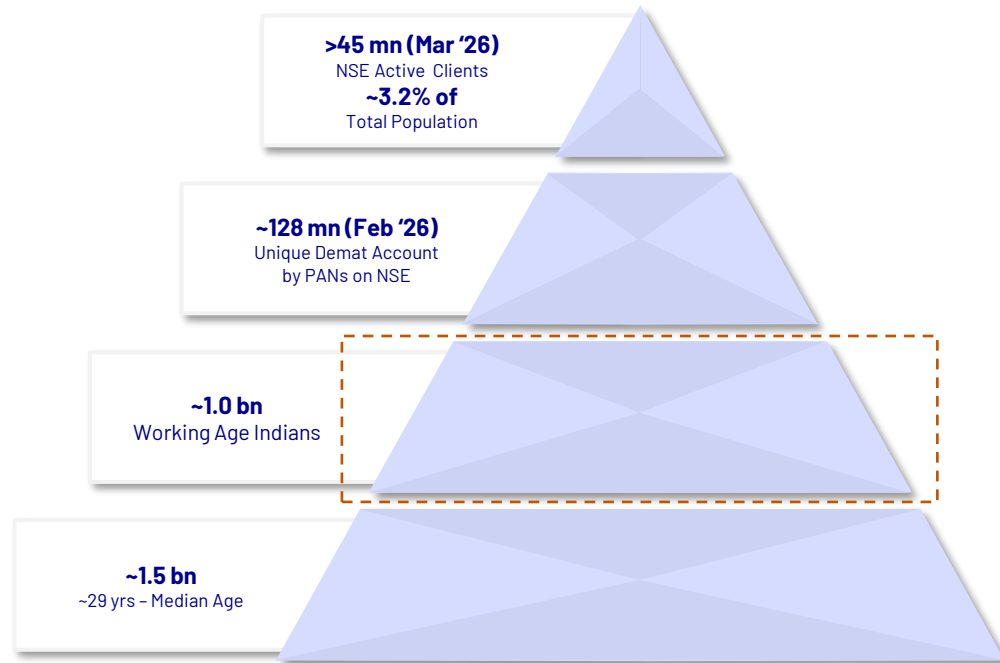 >45 mn (Mar ‘26)
NSE Active Clients
~3.2% of
Total Population
~128 mn (Feb ‘26)
Unique Demat Account
by PANs on NSE
~1.0 bn
Working Age Indians
~1.5 bn
~29 yrs – Median Age